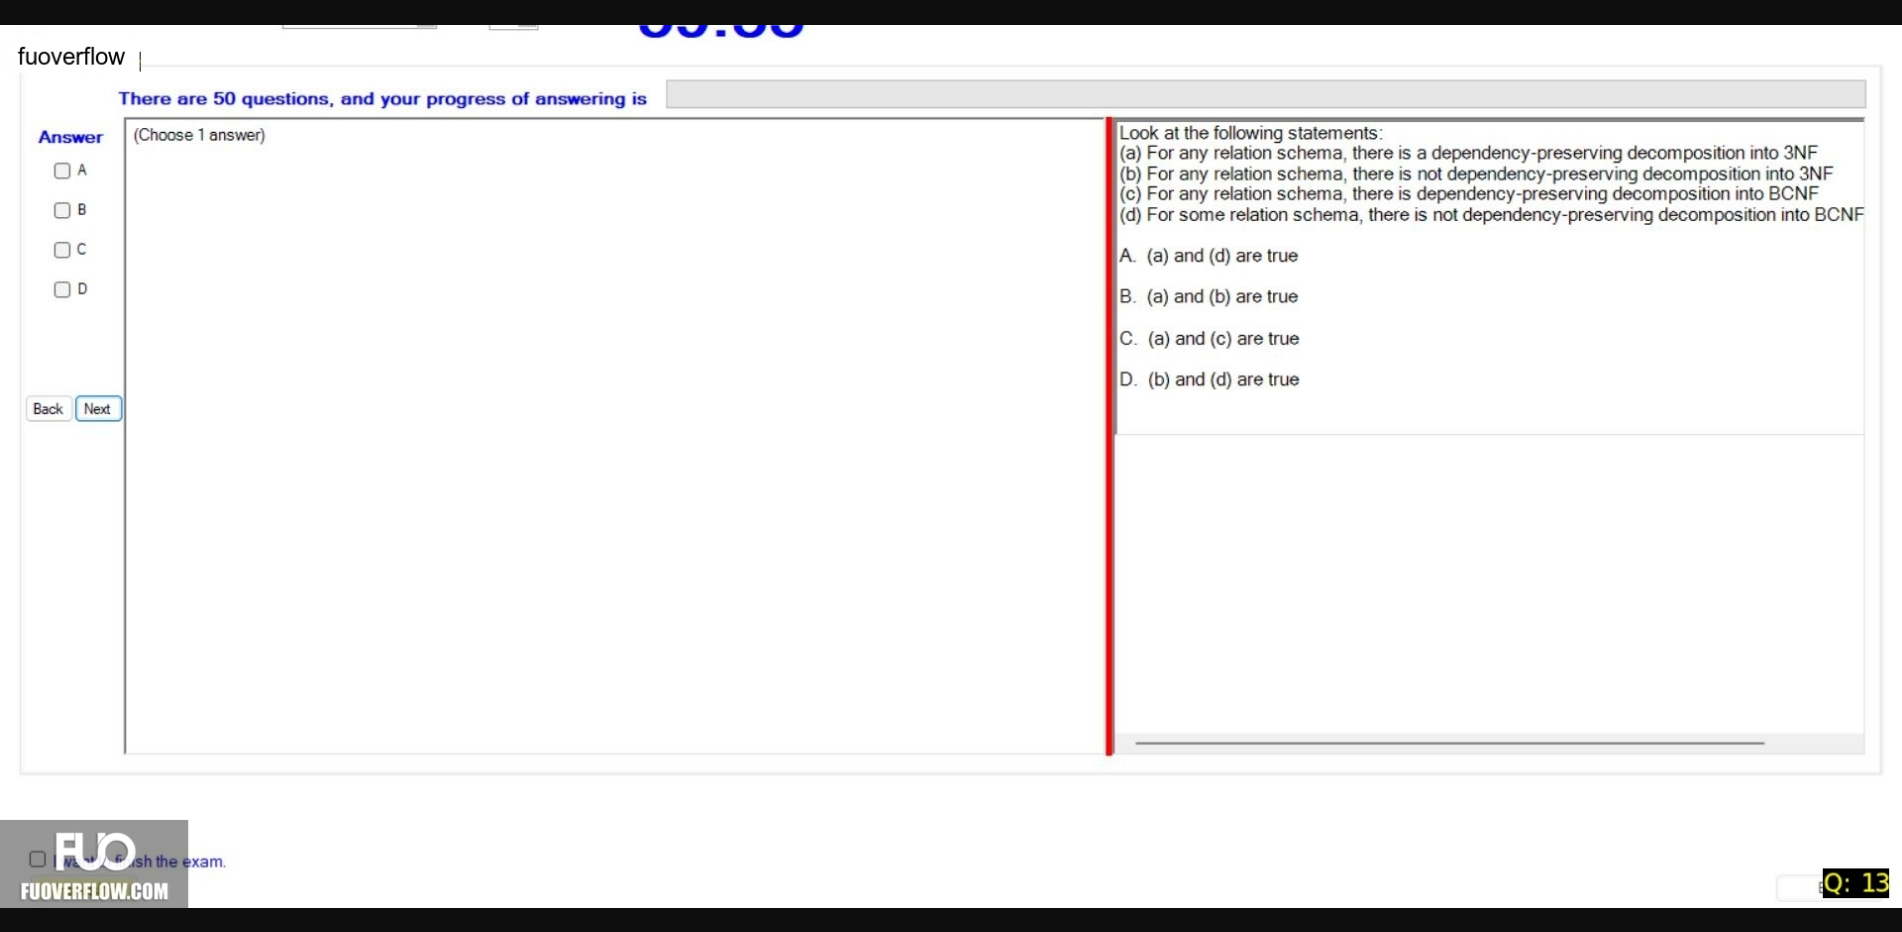 fuoverflow
There are 50 questions, and your progress of answering is
Answer
(Choose 1 answer)
A
B
C
D
Back Next
Look at the following statements:
(a) For any relation schema, there is a dependency-preserving decomposition into 3NF
(b) For any relation schema, there is not dependency-preserving decomposition into 3NF
(c) For any relation schema, there is dependency-preserving decomposition into BCNF
(d) For some relation schema, there is not dependency-preserving decomposition into BCNF
A. (a) and (d) are true
B. (a) and (b) are true
C. (a) and (c) are true
D. (b) and (d) are true
FUO
the exam.
FUOVERFLOW.COM
Q: 13